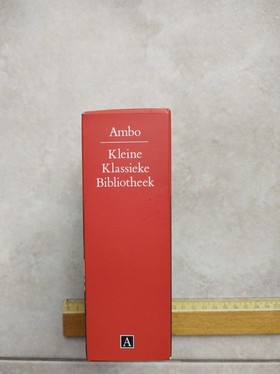 Ambo
Kleine
Klassieke
Bibliotheek
A